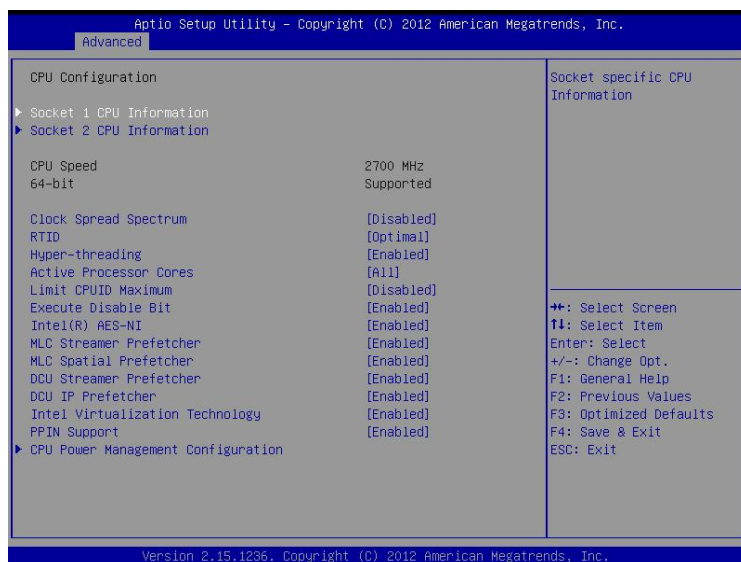 Aptio Setup Utility – Copyright (C) 2012 American Megatrends, Inc.
Advanced
CPU Configuration
Socket 1 CPU Information
Socket 2 CPU Information
CPU Speed 2700 MHz
64-bit Supported
Clock Spread Spectrum [Disabled]
RTID [Optimal]
Hyper-threading [Enabled]
Active Processor Cores [All]
Limit CPUID Maximum [Disabled]
Execute Disable Bit [Enabled]
Intel(R) AES-NI [Enabled]
MLC Streamer Prefetcher [Enabled]
MLC Spatial Prefetcher [Enabled]
DCU Streamer Prefetcher [Enabled]
DCU IP Prefetcher [Enabled]
Intel Virtualization Technology [Enabled]
PPIN Support [Enabled]
CPU Power Management Configuration
Socket specific CPU
Information
→←: Select Screen
↑↓: Select Item
Enter: Select
+/-: Change Opt.
F1: General Help
F2: Previous Values
F3: Optimized Defaults
F4: Save & Exit
ESC: Exit
Version 2.15.1236. Copyright (C) 2012 American Megatrends, Inc.